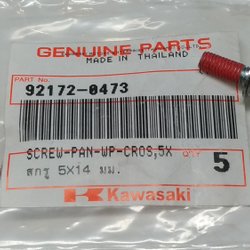 GENUINE PARTS
MADE IN THAILAND
PART No.
92172-0473
SCREW-PAN-WP-CROS,5X
QTY
5
สกรู 5X14 มม.
Kawasaki